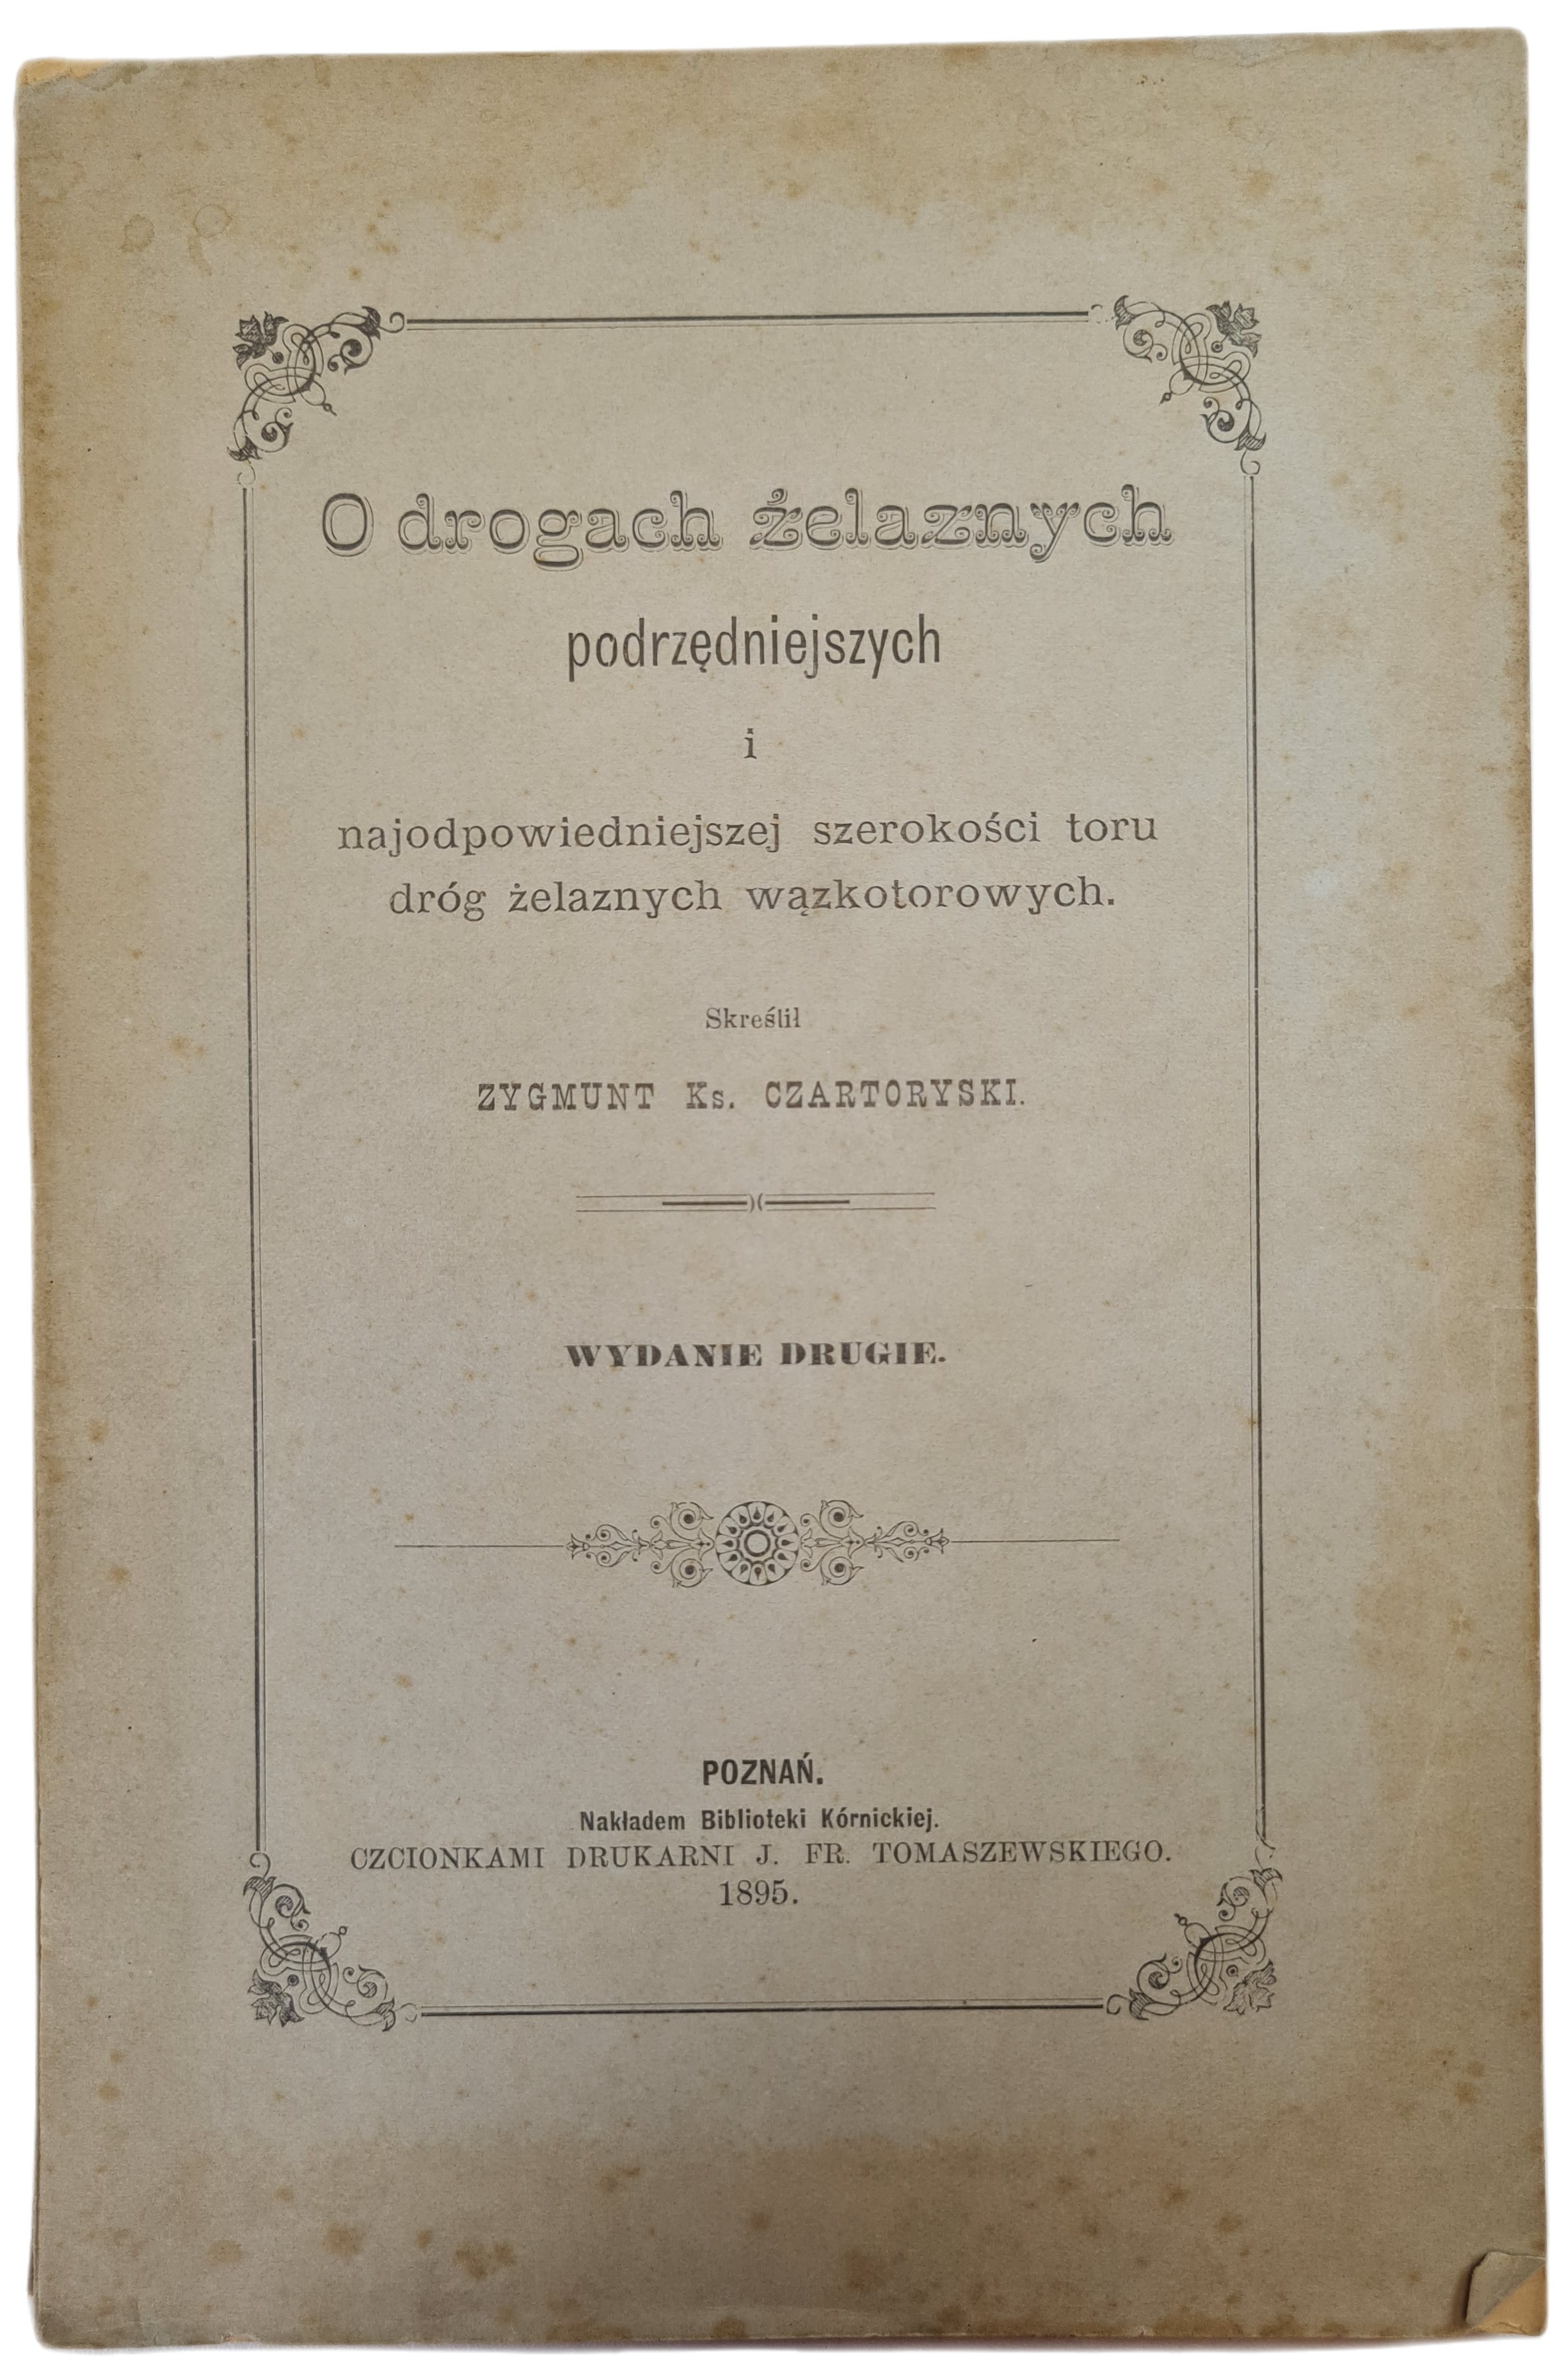 O drogach żelaznych
podrzędniejszych
i
najodpowiedniejszej szerokości toru
dróg żelaznych wązkotorowych.
Skreślił
ZYGMUNT Ks. CZARTORYSKI.
WYDANIE DRUGIE.
POZNAŃ.
Nakładem Biblioteki Kórnickiej.
CZCIONKAMI DRUKARNI J. FR. TOMASZEWSKIEGO.
1895.